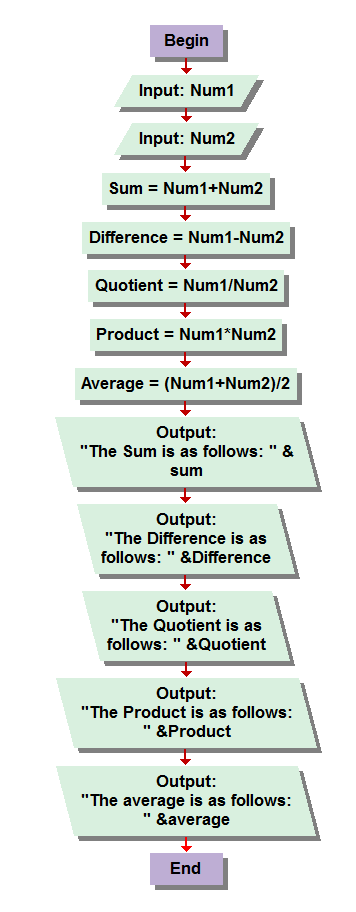 Begin
Input: Num1
Input: Num2
Sum = Num1+Num2
Difference = Num1-Num2
Quotient = Num1/Num2
Product = Num1*Num2
Average = (Num1+Num2)/2
Output:
"The Sum is as follows: " &
sum
Output:
"The Difference is as
follows: " &Difference
Output:
"The Quotient is as
follows: " &Quotient
Output:
"The Product is as follows:
" &Product
Output:
"The average is as follows:
" &average
End